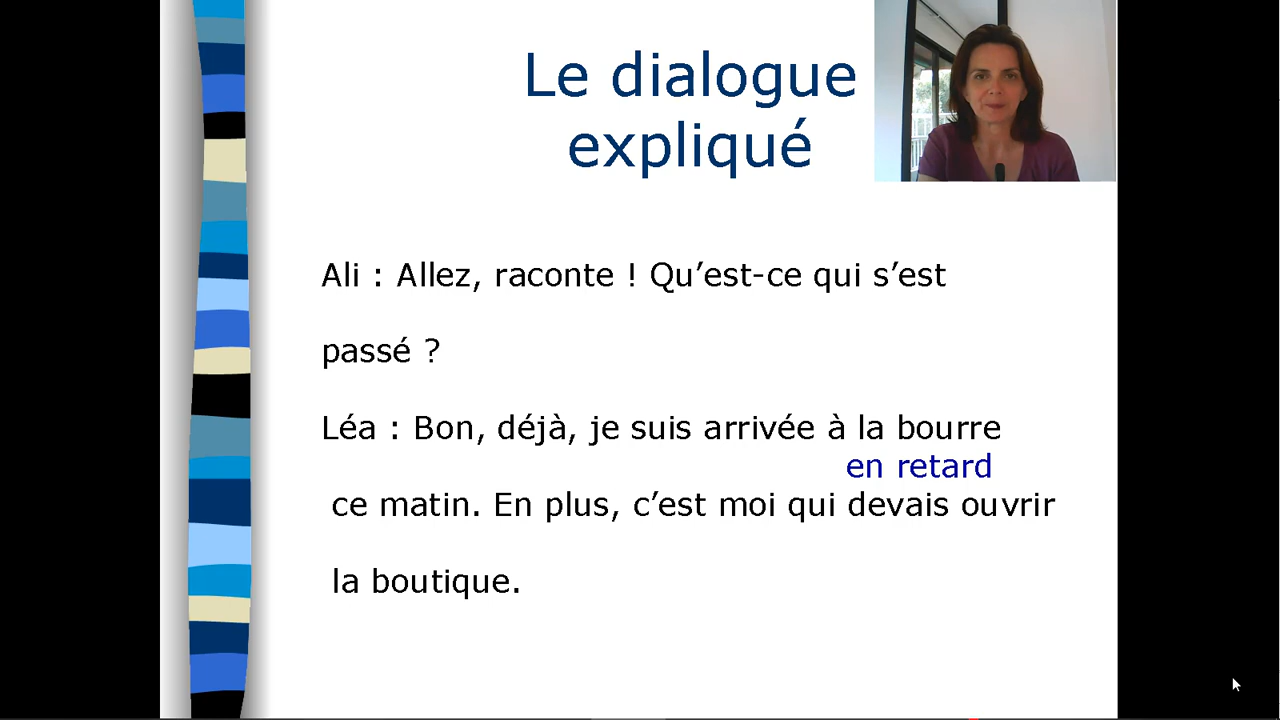 Le dialogue
expliqué
Ali : Allez, raconte ! Qu’est-ce qui s’est
passé ?
Léa : Bon, déjà, je suis arrivée à la bourre
en retard
ce matin. En plus, c’est moi qui devais ouvrir
la boutique.